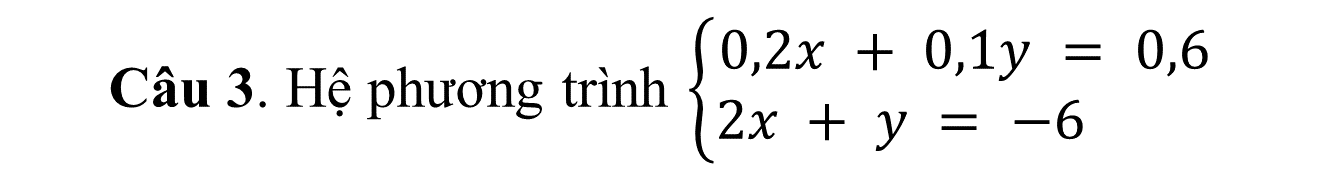 Câu 3. Hệ phương trình {0,2x + 0,1y = 0,6
2x + y = −6